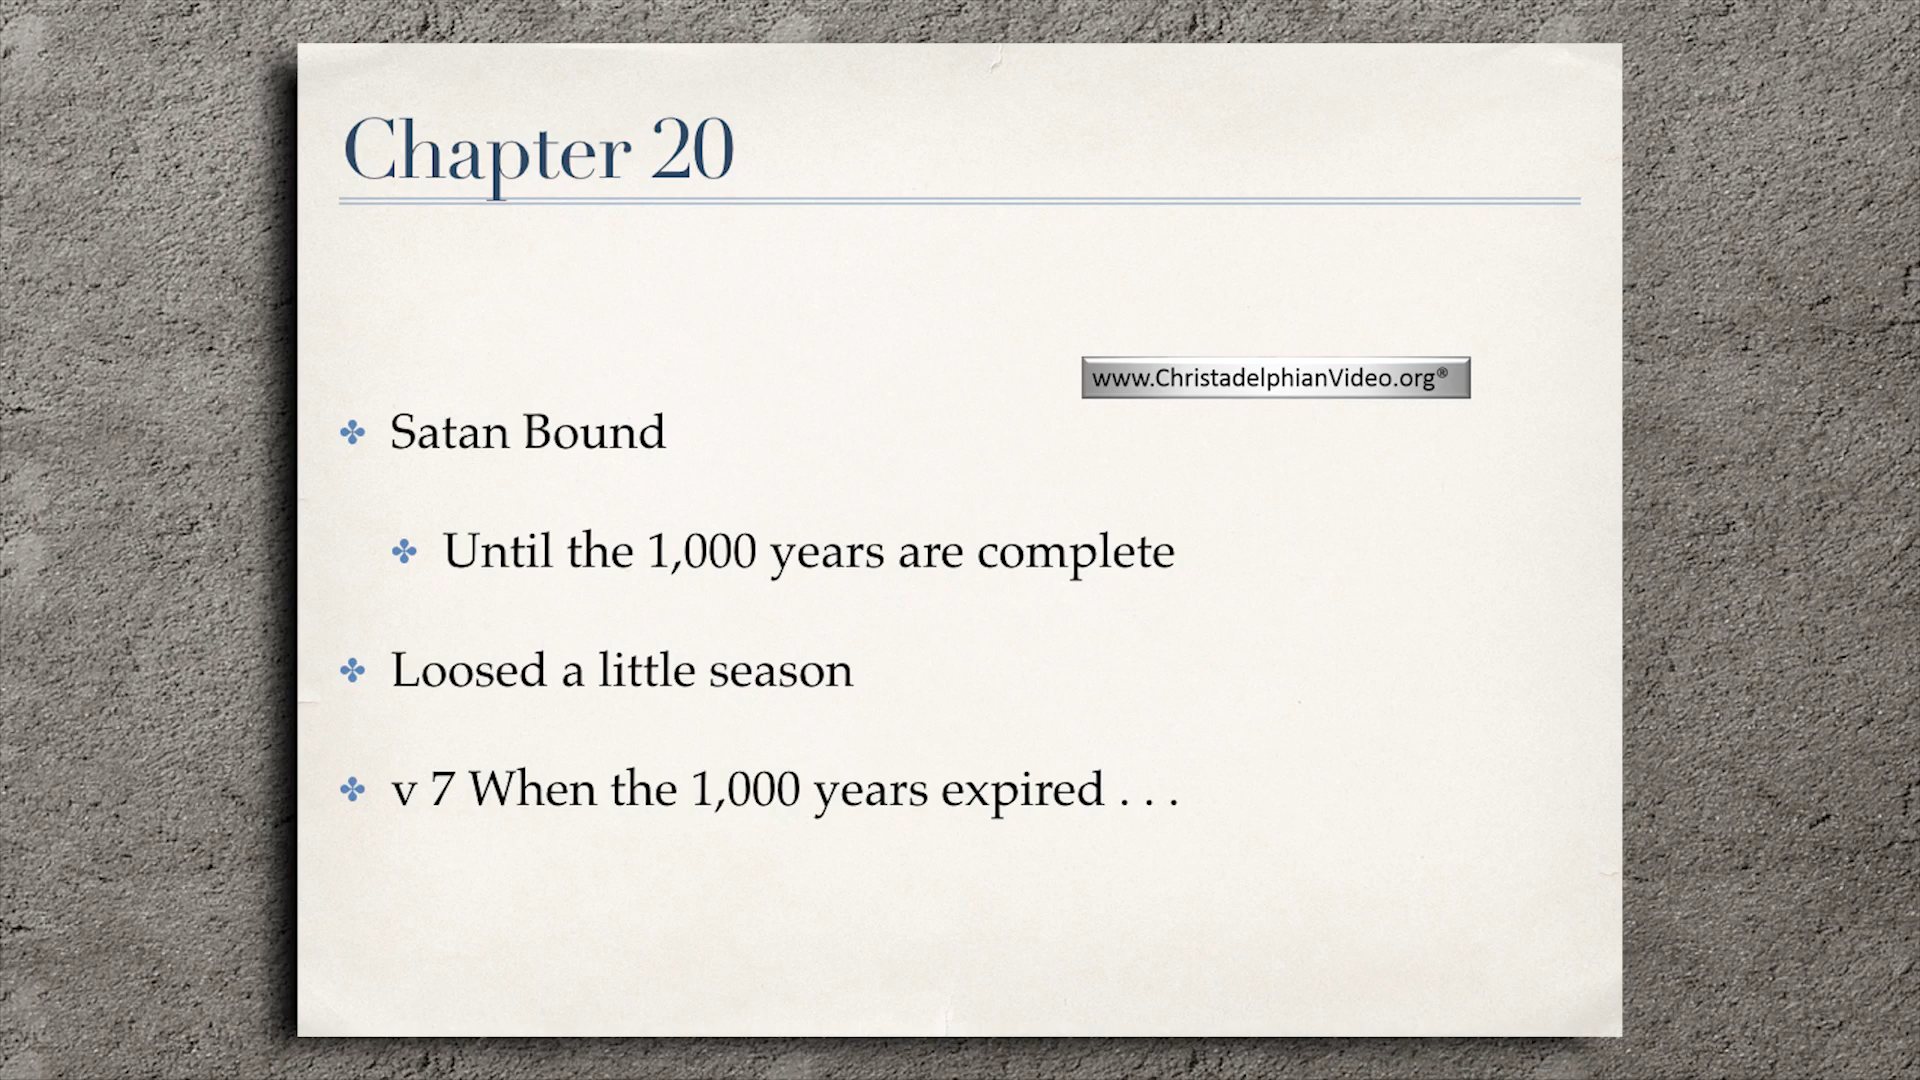 Chapter 20
www.ChristadelphianVideo.org®
Satan Bound
Until the 1,000 years are complete
Loosed a little season
v 7 When the 1,000 years expired . . .